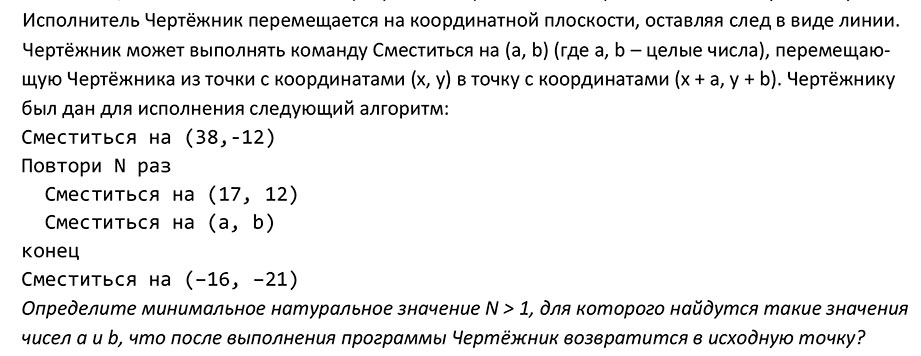 Исполнитель Чертёжник перемещается на координатной плоскости, оставляя след в виде линии.
Чертёжник может выполнять команду Сместиться на (a, b) (где a, b – целые числа), перемещаю-
щую Чертёжника из точки с координатами (x, y) в точку с координатами (x + a, y + b). Чертёжнику
был дан для исполнения следующий алгоритм:
Сместиться на (38,-12)
Повтори N раз
Сместиться на (17, 12)
Сместиться на (a, b)
конец
Сместиться на (–16, –21)
Определите минимальное натуральное значение N > 1, для которого найдутся такие значения
чисел a и b, что после выполнения программы Чертёжник возвратится в исходную точку?